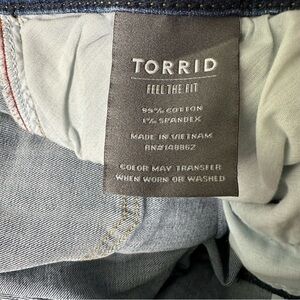 TORRID
FEEL THE FIT
99% COTTON
1% SPANDEX
MADE IN VIETNAM
RN#148862
COLOR MAY TRANSFER
WHEN WORN OR WASHED